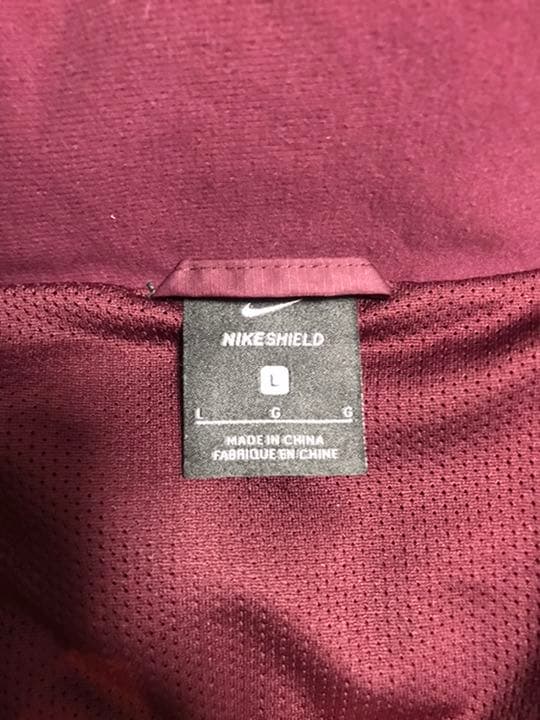 NIKESHIELD
L
L G G
MADE IN CHINA
FABRIQUE EN CHINE